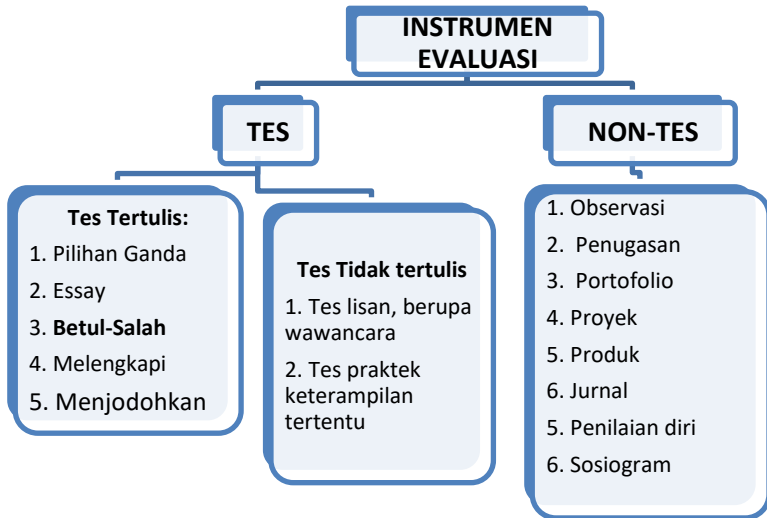 INSTRUMEN
EVALUASI
TES
NON-TES
Tes Tertulis:
1. Pilihan Ganda
2. Essay
3. Betul-Salah
4. Melengkapi
5. Menjodohkan
Tes Tidak tertulis
1. Tes lisan, berupa
wawancara
2. Tes praktek
keterampilan
tertentu
1. Observasi
2. Penugasan
3. Portofolio
4. Proyek
5. Produk
6. Jurnal
5. Penilaian diri
6. Sosiogram